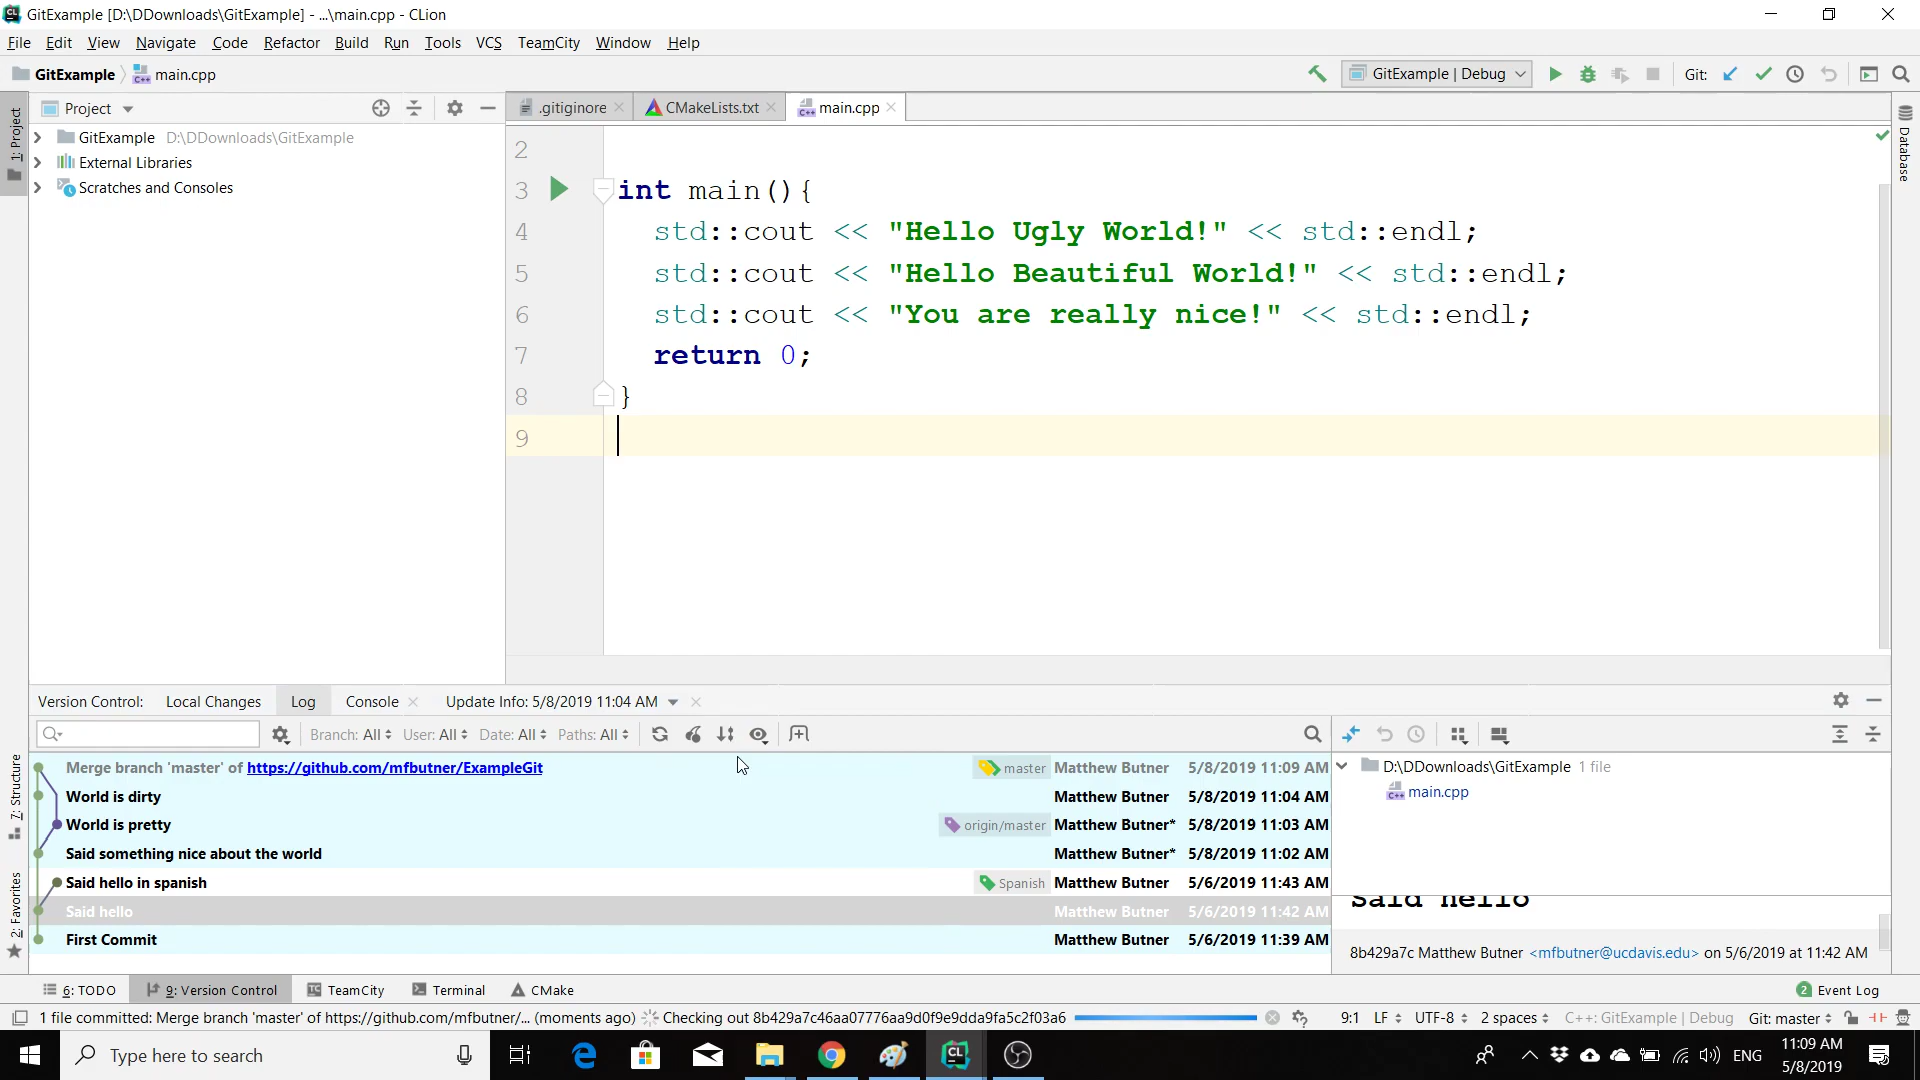 GitExample [D:\DDownloads\GitExample] - ...\main.cpp - CLion
File Edit View Navigate Code Refactor Build Run Tools VCS TeamCity Window Help
GitExample main.cpp
GitExample | Debug Git:
Project
.gitiginore CMakeLists.txt main.cpp
1: Project
GitExample D:\DDownloads\GitExample
External Libraries
Scratches and Consoles
Database
2
3 int main(){
4 std::cout << "Hello Ugly World!" << std::endl;
5 std::cout << "Hello Beautiful World!" << std::endl;
6 std::cout << "You are really nice!" << std::endl;
7 return 0;
8 }
9
Version Control: Local Changes Log Console Update Info: 5/8/2019 11:04 AM
Branch: All User: All Date: All Paths: All
Merge branch 'master' of https://github.com/mfbutner/ExampleGit master Matthew Butner 5/8/2019 11:09 AM
World is dirty Matthew Butner 5/8/2019 11:04 AM
World is pretty origin/master Matthew Butner* 5/8/2019 11:03 AM
Said something nice about the world Matthew Butner* 5/8/2019 11:02 AM
Said hello in spanish Spanish Matthew Butner 5/6/2019 11:43 AM
Said hello Matthew Butner 5/6/2019 11:42 AM
First Commit Matthew Butner 5/6/2019 11:39 AM
D:\DDownloads\GitExample 1 file
main.cpp
Said hello
8b429a7c Matthew Butner <mfbutner@ucdavis.edu> on 5/6/2019 at 11:42 AM
7: Structure
2: Favorites
6: TODO 9: Version Control TeamCity Terminal CMake 2 Event Log
1 file committed: Merge branch 'master' of https://github.com/mfbutner/... (moments ago) Checking out 8b429a7c46aa07776aa9d0f9e9dda9fa5c2f03a6 9:1 LF UTF-8 2 spaces C++: GitExample | Debug Git: master
Type here to search
ENG
11:09 AM
5/8/2019